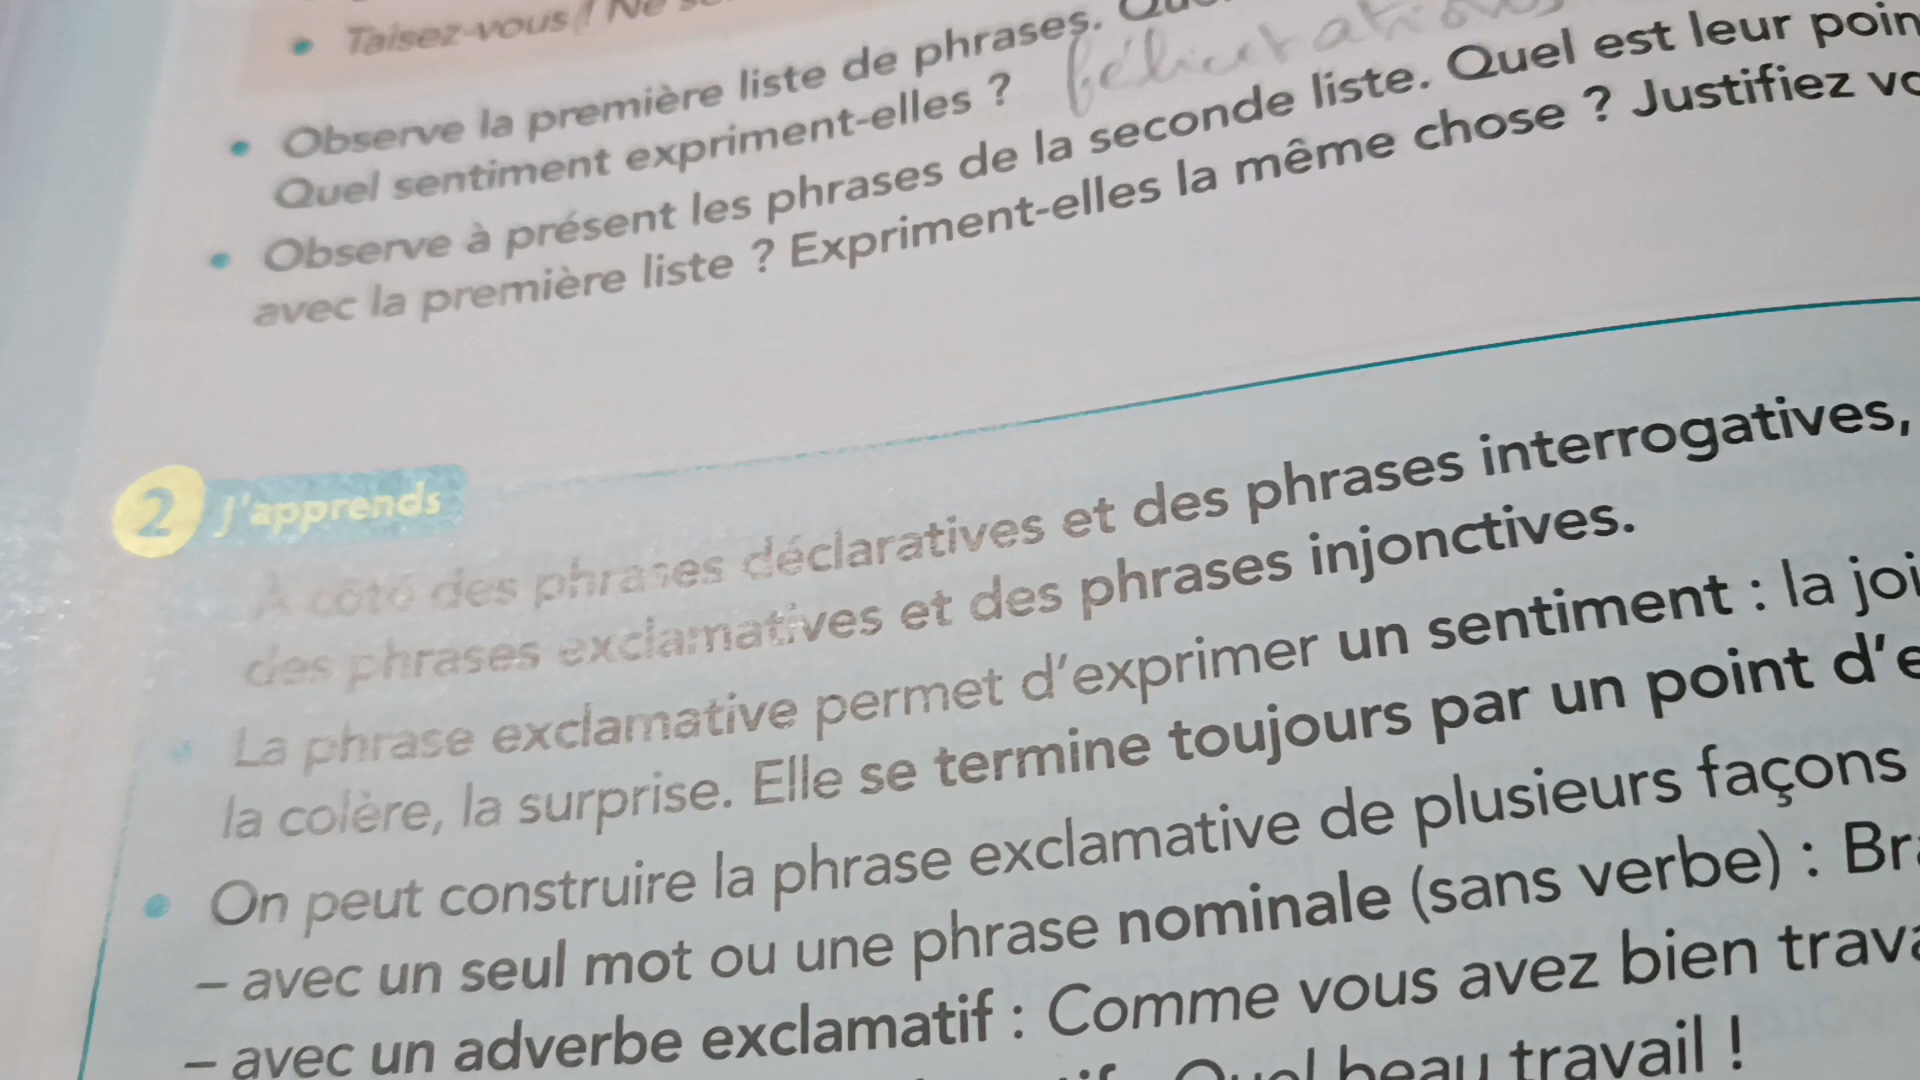 Taisez-vous ! Ne
Observe la première liste de phrases.
Quel sentiment expriment-elles ? félicitations
Observe à présent les phrases de la seconde liste. Quel est leur poin
avec la première liste ? Expriment-elles la même chose ? Justifiez vo
2 J'apprends
À côté des phrases déclaratives et des phrases interrogatives,
des phrases exclamatives et des phrases injonctives.
La phrase exclamative permet d'exprimer un sentiment : la joi
la colère, la surprise. Elle se termine toujours par un point d'e
On peut construire la phrase exclamative de plusieurs façons
– avec un seul mot ou une phrase nominale (sans verbe) : Bra
– avec un adverbe exclamatif : Comme vous avez bien trava
Quel beau travail !